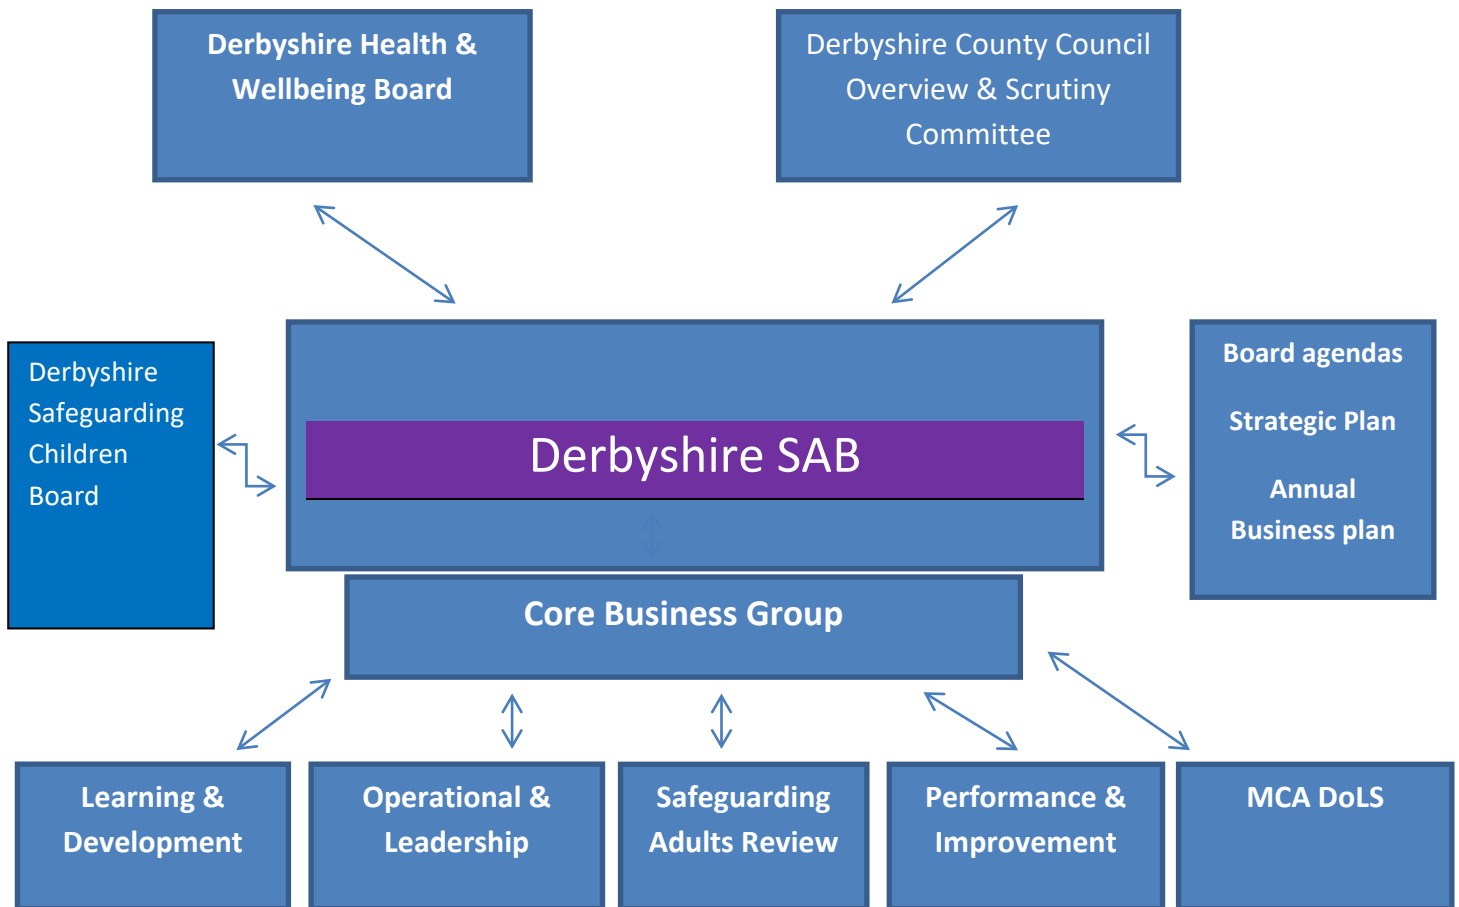 Derbyshire Health &
Wellbeing Board
Derbyshire County Council
Overview & Scrutiny
Committee
Derbyshire
Safeguarding
Children
Board
Derbyshire SAB
Board agendas
Strategic Plan
Annual
Business plan
Core Business Group
Learning &
Development
Operational &
Leadership
Safeguarding
Adults Review
Performance &
Improvement
MCA DoLS